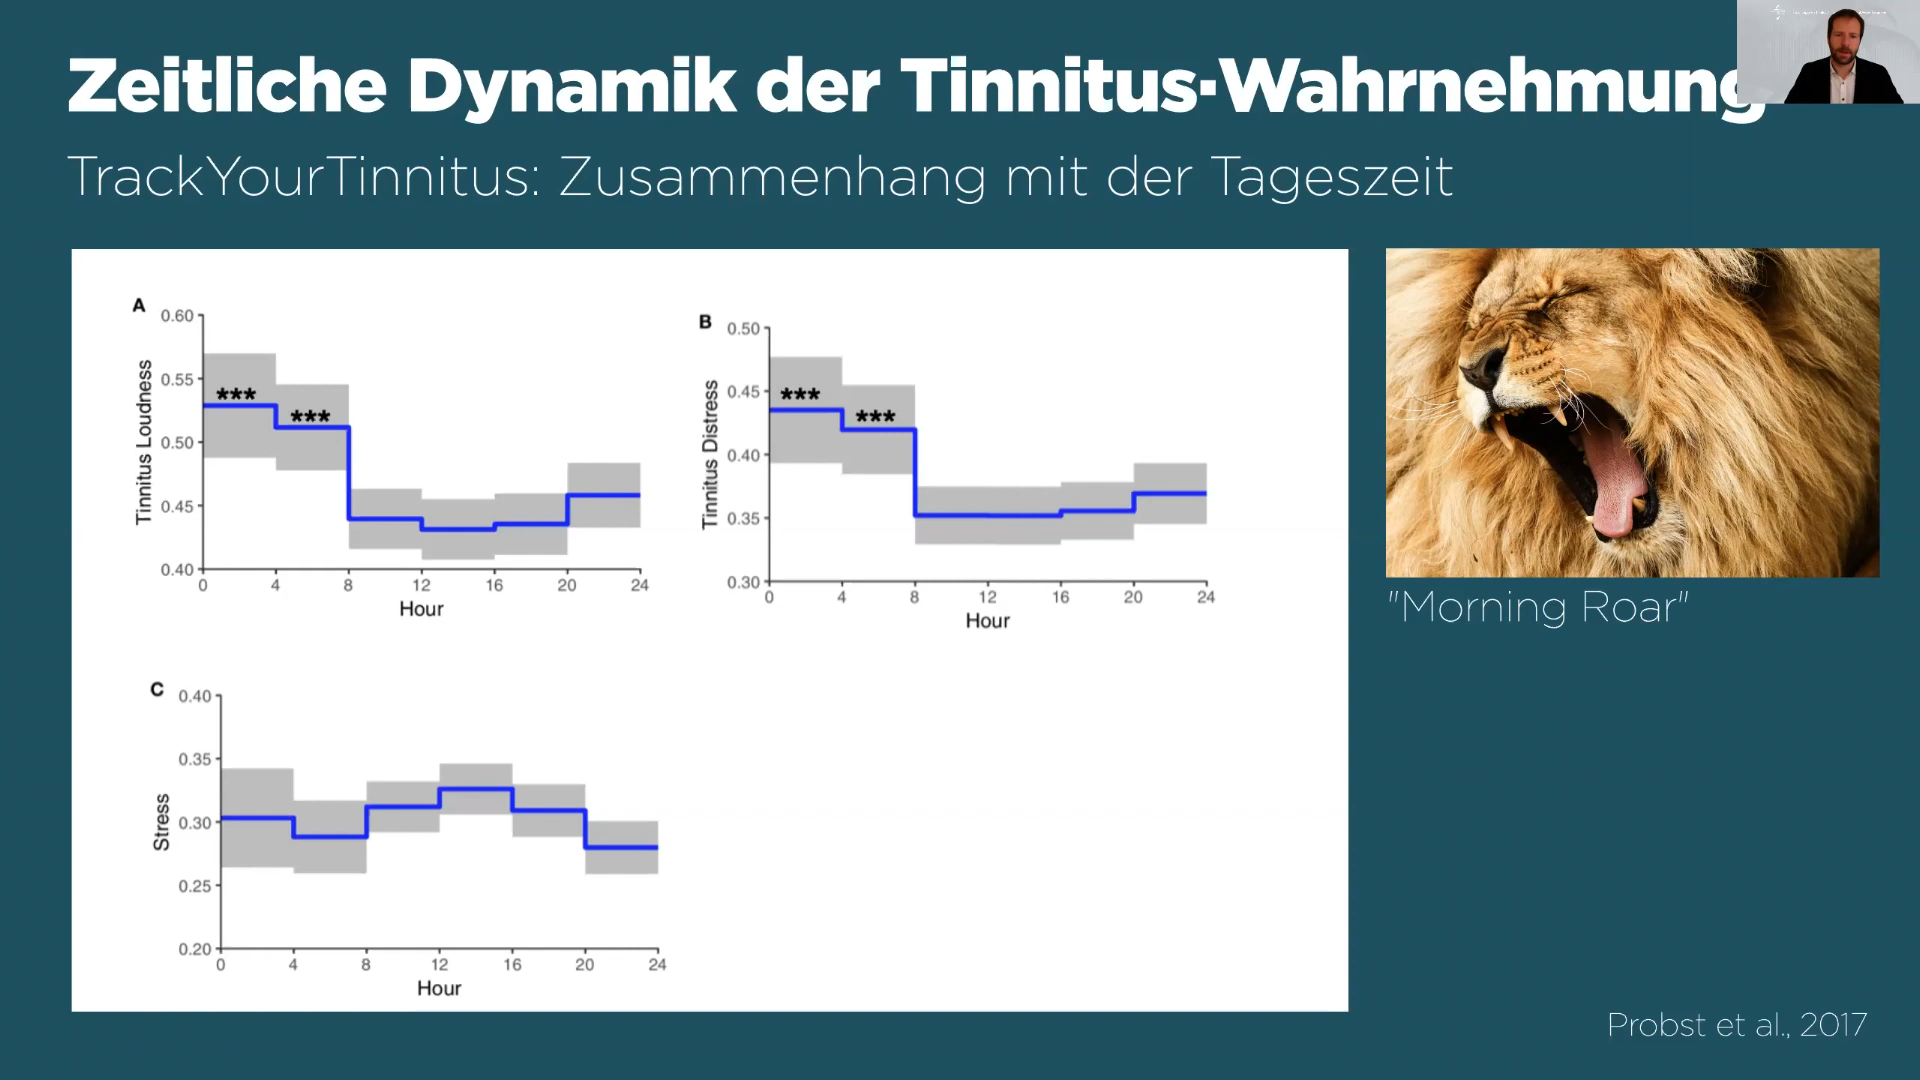 Zeitliche Dynamik der Tinnitus-Wahrnehmung
TrackYourTinnitus: Zusammenhang mit der Tageszeit
A
Tinnitus Loudness
0.60
0.55
0.50
0.45
0.40
***
***
0 4 8 12 16 20 24
Hour
B
Tinnitus Distress
0.50
0.45
0.40
0.35
0.30
***
***
0 4 8 12 16 20 24
Hour
C
Stress
0.40
0.35
0.30
0.25
0.20
0 4 8 12 16 20 24
Hour
"Morning Roar"
Probst et al., 2017